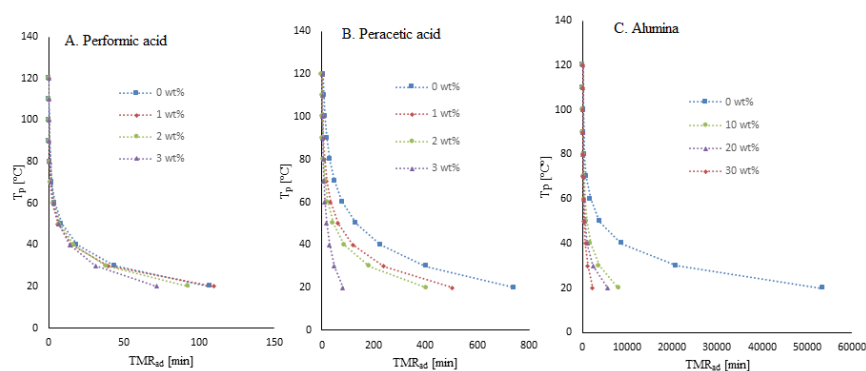 A. Performic acid
140
120
100
80
60
40
20
0
0 wt%
1 wt%
2 wt%
3 wt%
Tp [°C]
0
50
100
150
TMRad [min]
B. Peracetic acid
140
120
100
80
60
40
20
0
0 wt%
1 wt%
2 wt%
3 wt%
Tp [°C]
0
200
400
600
800
TMRad [min]
C. Alumina
140
120
100
80
60
40
20
0
0 wt%
10 wt%
20 wt%
30 wt%
Tp [°C°]
0
10000
20000
30000
40000
50000
60000
TMRad [min]